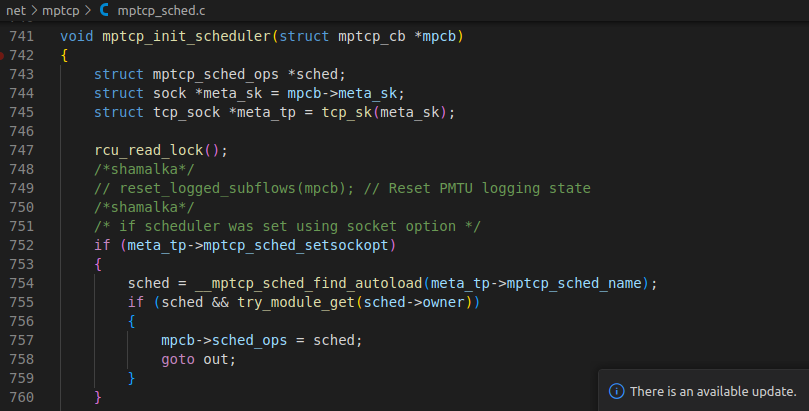 net > mptcp > C mptcp_sched.c
741 void mptcp_init_scheduler(struct mptcp_cb *mpcb)
742 {
743     struct mptcp_sched_ops *sched;
744     struct sock *meta_sk = mpcb->meta_sk;
745     struct tcp_sock *meta_tp = tcp_sk(meta_sk);
746
747     rcu_read_lock();
748     /*shamalka*/
749     // reset_logged_subflows(mpcb); // Reset PMTU logging state
750     /*shamalka*/
751     /* if scheduler was set using socket option */
752     if (meta_tp->mptcp_sched_setsockopt)
753     {
754         sched = __mptcp_sched_find_autoload(meta_tp->mptcp_sched_name);
755         if (sched && try_module_get(sched->owner))
756         {
757             mpcb->sched_ops = sched;
758             goto out;
759         }
760     }
There is an available update.